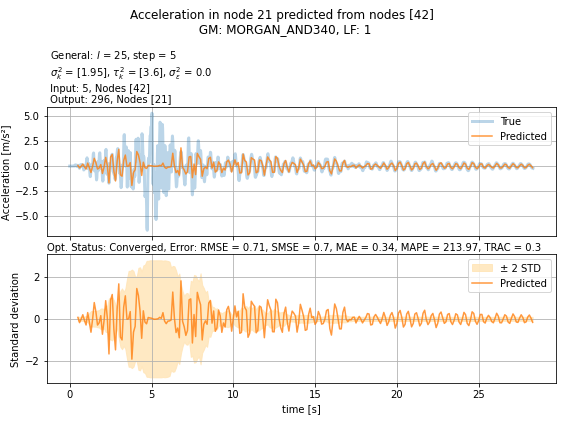 Acceleration in node 21 predicted from nodes [42]
GM: MORGAN_AND340, LF: 1
General: l = 25, step = 5
σ²ₖ = [1.95], τ²ₖ = [3.6], σ²ε = 0.0
Input: 5, Nodes [42]
Output: 296, Nodes [21]
5.0
2.5
0.0
−2.5
−5.0
Acceleration [m/s²]
True
Predicted
Opt. Status: Converged, Error: RMSE = 0.71, SMSE = 0.7, MAE = 0.34, MAPE = 213.97, TRAC = 0.3
2
0
−2
Standard deviation
± 2 STD
Predicted
0 5 10 15 20 25
time [s]